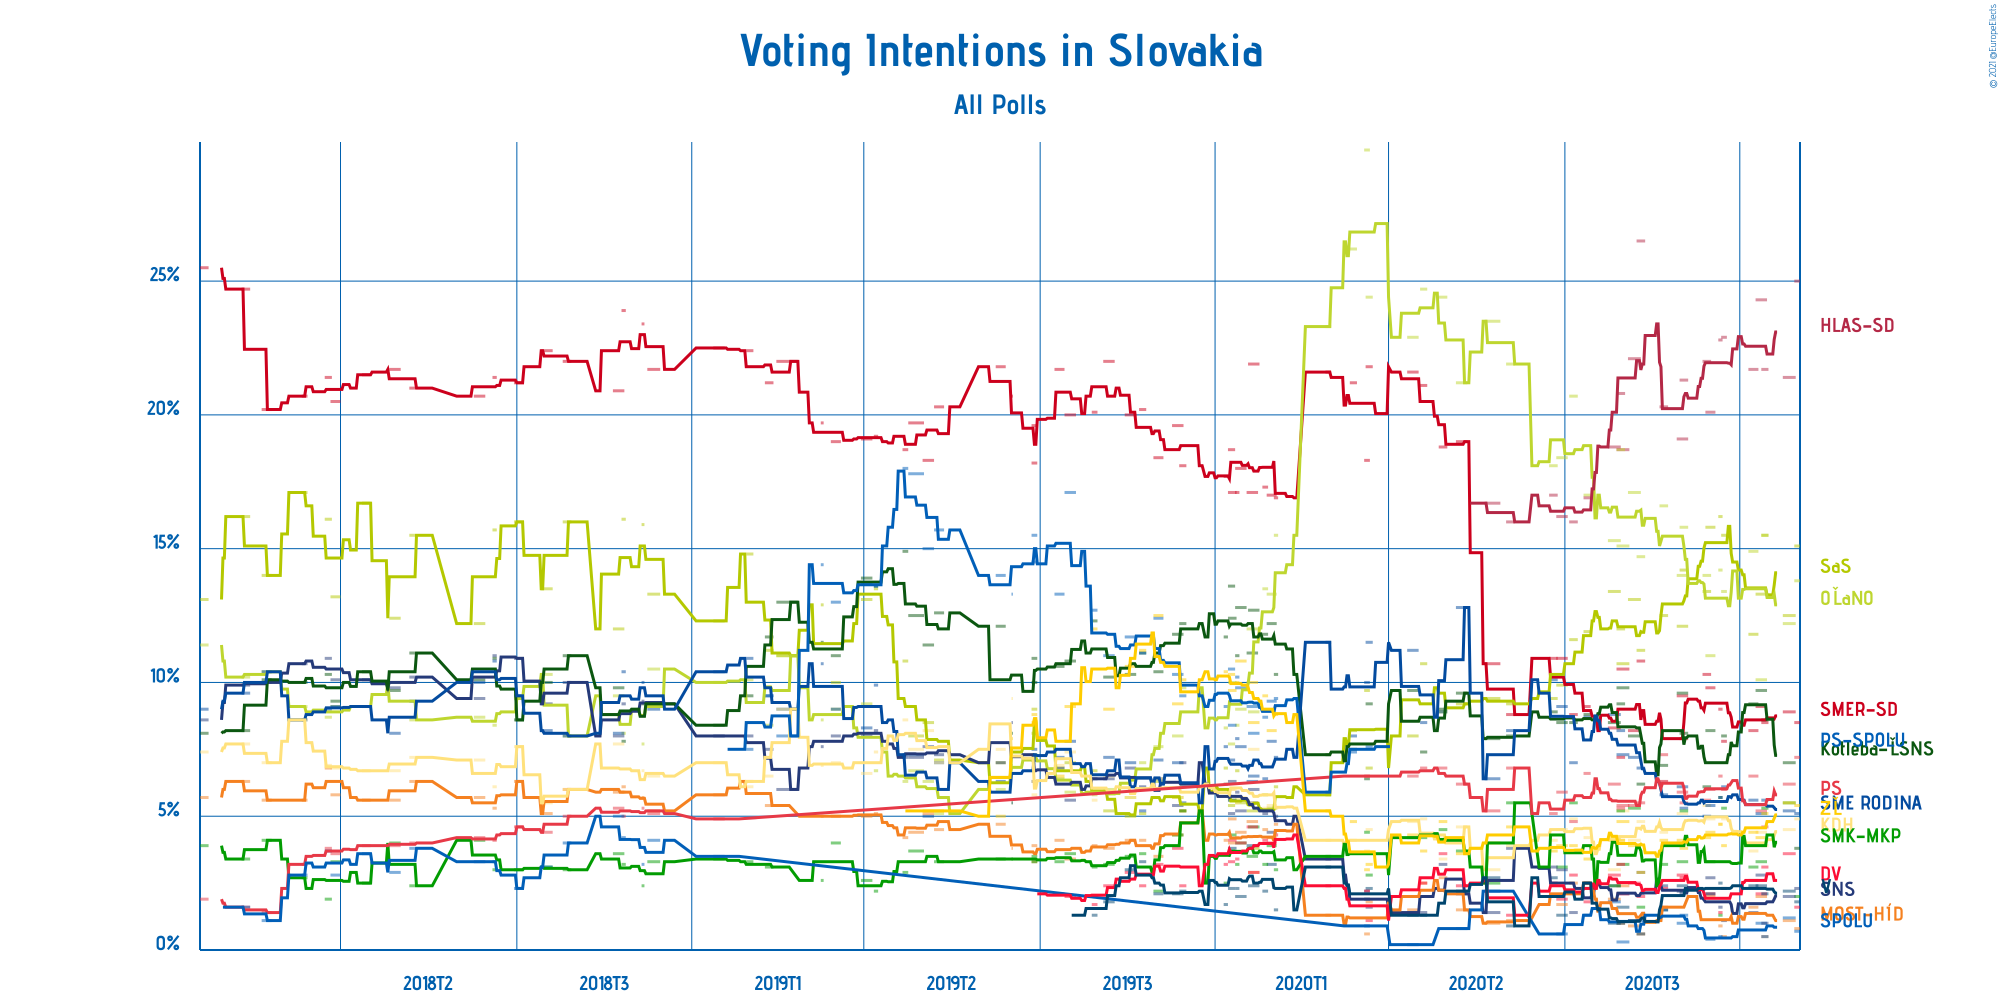 Voting Intentions in Slovakia
All Polls
© 2021 @EuropeElects
25%
20%
15%
10%
5%
0%
HLAS-SD
SaS
OĽaNO
SMER-SD
PS-SPOLU
Kotleba-ĽSNS
PS
SME RODINA
KDH
SMK-MKP
DV
SNS
MOST-HÍD
SPOLU
2018T2
2018T3
2019T1
2019T2
2019T3
2020T1
2020T2
2020T3